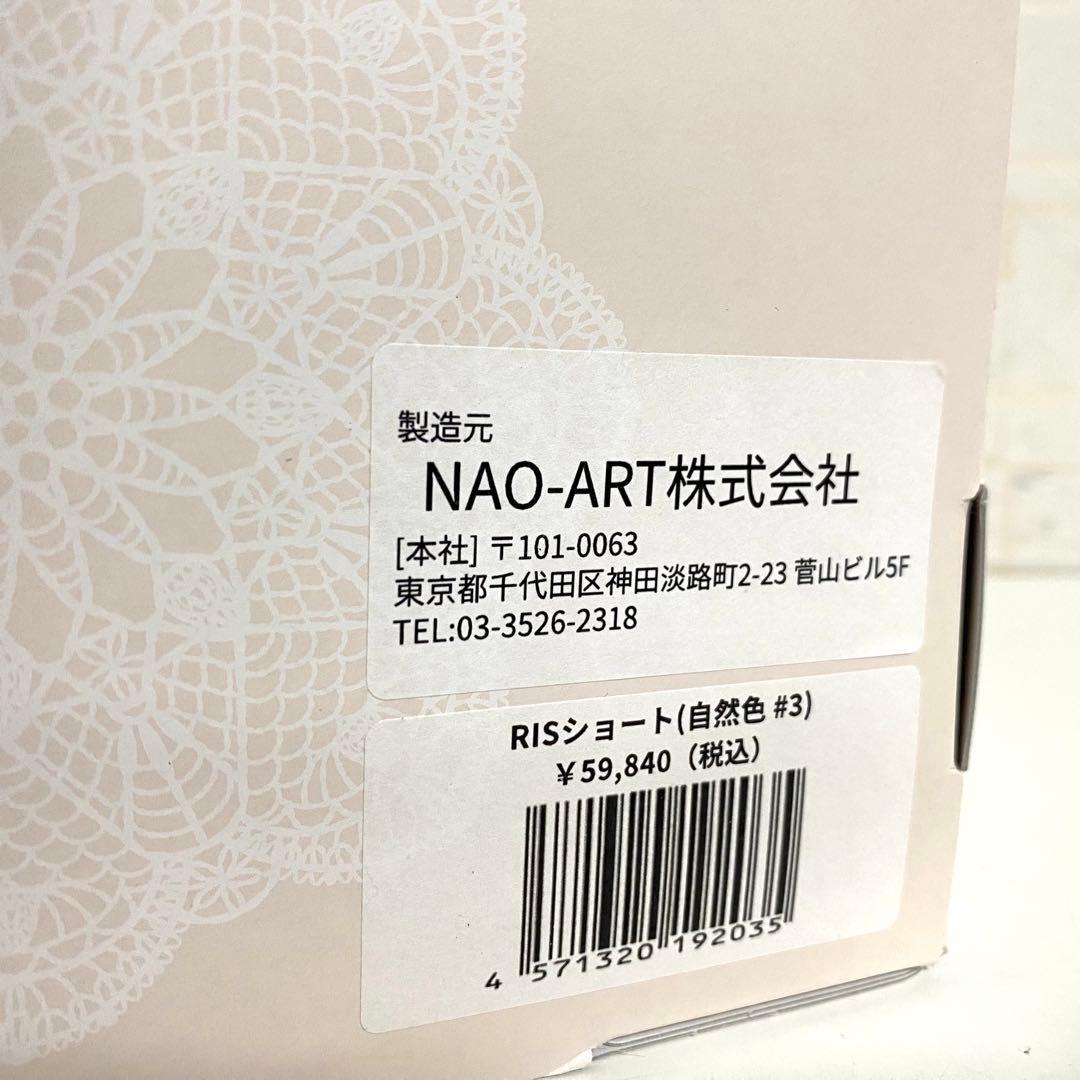 製造元
NAO-ART株式会社
[本社] 〒101-0063
東京都千代田区神田淡路町2-23 菅山ビル5F
TEL:03-3526-2318
RISショート(自然色 #3)
￥59,840（税込）
4 571320 192035